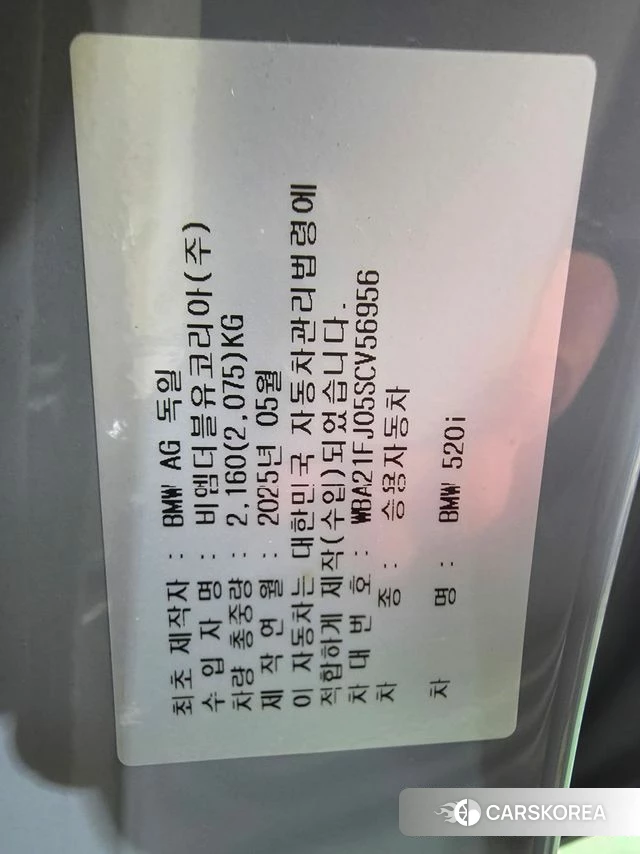 최초 제작자 : BMW AG 독일
수 입 자 명 : 비엠더블유코리아(주)
차량 총중량 : 2,160(2,075)KG
제 작 연 월 : 2025년 05월
이 자동차는 대한민국 자동차관리법령에
적합하게 제작(수입)되었습니다.
차 대 번 호 : WBA21FJ05SCV56956
차 종 : 승용자동차
차 명 : BMW 520i
CARSKOREA